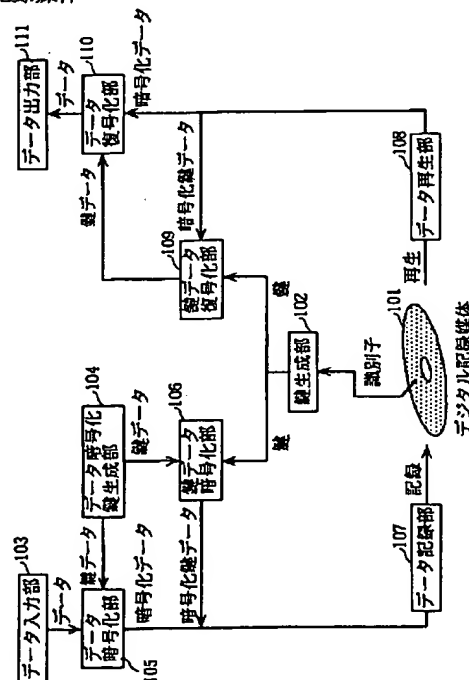 103
データ入力部
データ
105
データ
暗号化部
鍵データ
104
データ暗号化
鍵生成部
鍵データ
106
鍵データ
暗号化部
暗号化データ
暗号化鍵データ
鍵
107
データ記録部
記録
101
デジタル記録媒体
識別子
102
鍵生成部
鍵
109
鍵データ
復号化部
暗号化鍵データ
鍵データ
再生
108
データ再生部
暗号化データ
110
データ
復号化部
データ
111
データ出力部